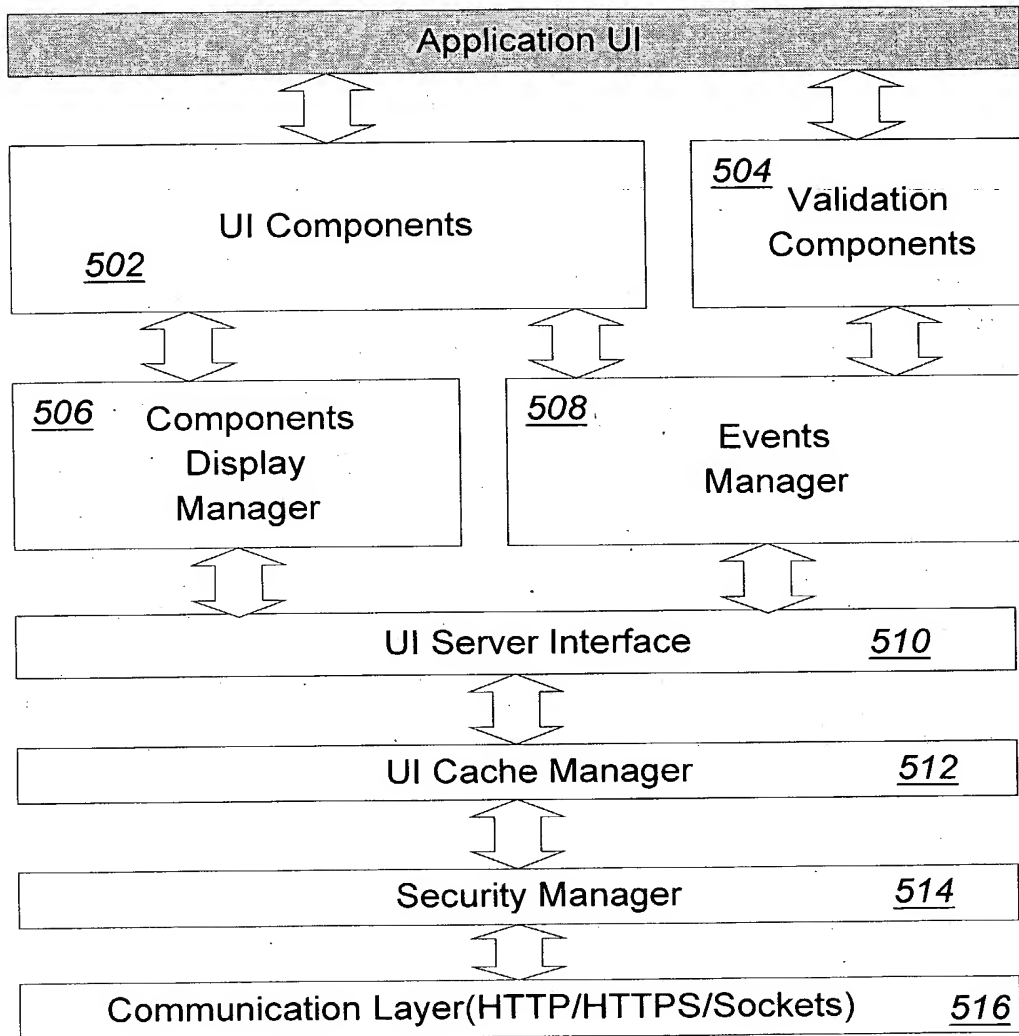 Application UI
UI Components
502
504
Validation
Components
506
Components
Display
Manager
508
Events
Manager
UI Server Interface 510
UI Cache Manager 512
Security Manager 514
Communication Layer(HTTP/HTTPS/Sockets) 516